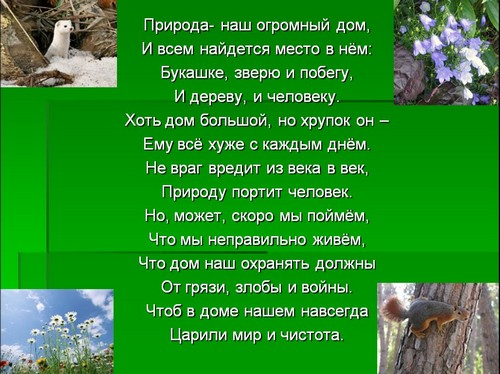 Природа- наш огромный дом,
И всем найдется место в нём:
Букашке, зверю и побегу,
И дереву, и человеку.
Хоть дом большой, но хрупок он –
Ему всё хуже с каждым днём.
Не враг вредит из века в век,
Природу портит человек.
Но, может, скоро мы поймём,
Что мы неправильно живём,
Что дом наш охранять должны
От грязи, злобы и войны.
Чтоб в доме нашем навсегда
Царили мир и чистота.